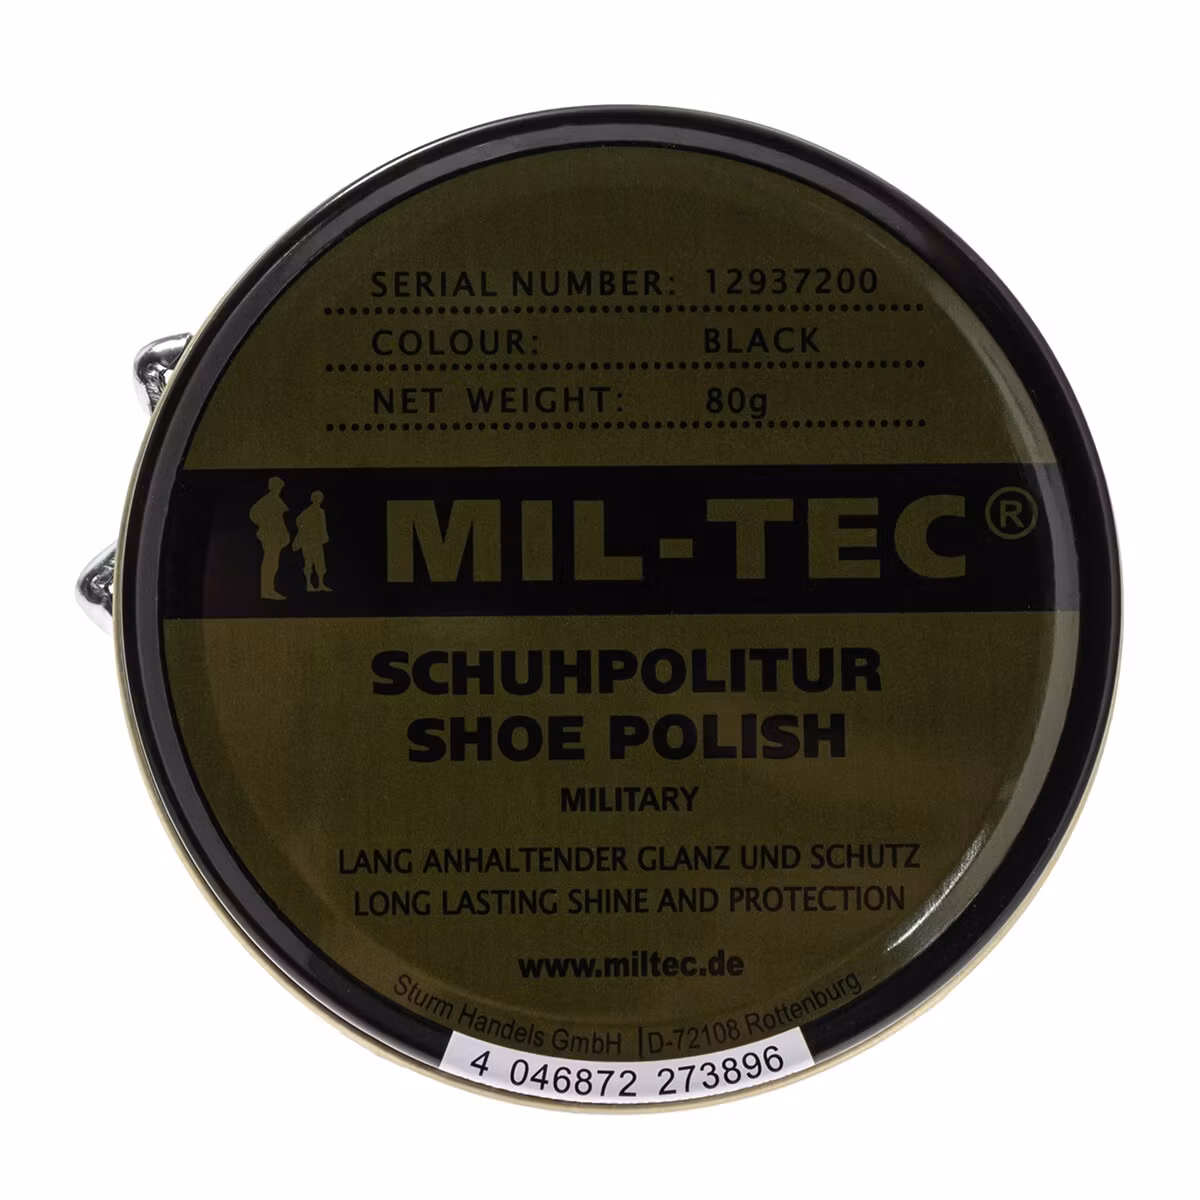 SERIAL NUMBER: 12937200
COLOUR: BLACK
NET WEIGHT: 80g
MIL-TEC®
SCHUHPOLITUR
SHOE POLISH
MILITARY
LANG ANHALTENDER GLANZ UND SCHUTZ
LONG LASTING SHINE AND PROTECTION
www.miltec.de
Sturm Handels GmbH |D-72108 Rottenburg
4 046872 273896